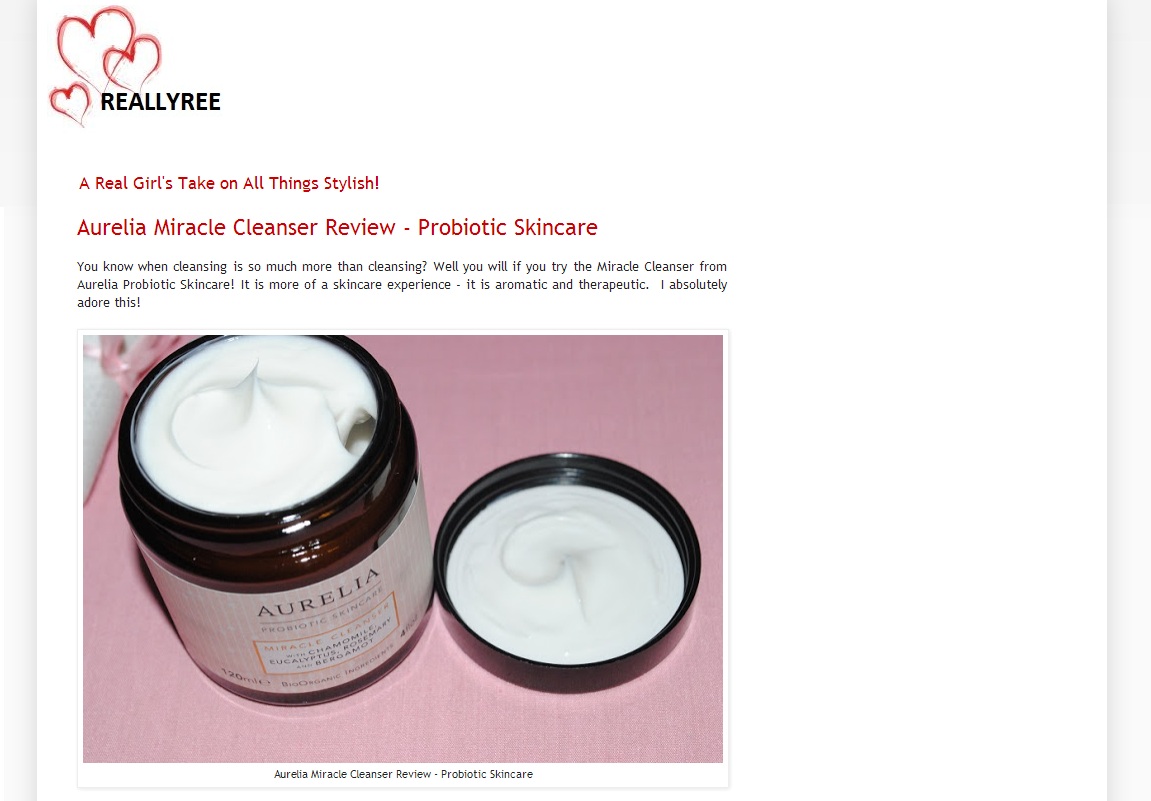 REALLYREE
A Real Girl's Take on All Things Stylish!
Aurelia Miracle Cleanser Review - Probiotic Skincare
You know when cleansing is so much more than cleansing? Well you will if you try the Miracle Cleanser from
Aurelia Probiotic Skincare! It is more of a skincare experience - it is aromatic and therapeutic. I absolutely
adore this!
AURELIA
PROBIOTIC SKINCARE
MIRACLE CLEANSER
WITH CHAMOMILE,
EUCALYPTUS, ROSEMARY
AND BERGAMOT
120ml e
BIOORGANIC INGREDIENTS
Aurelia Miracle Cleanser Review - Probiotic Skincare